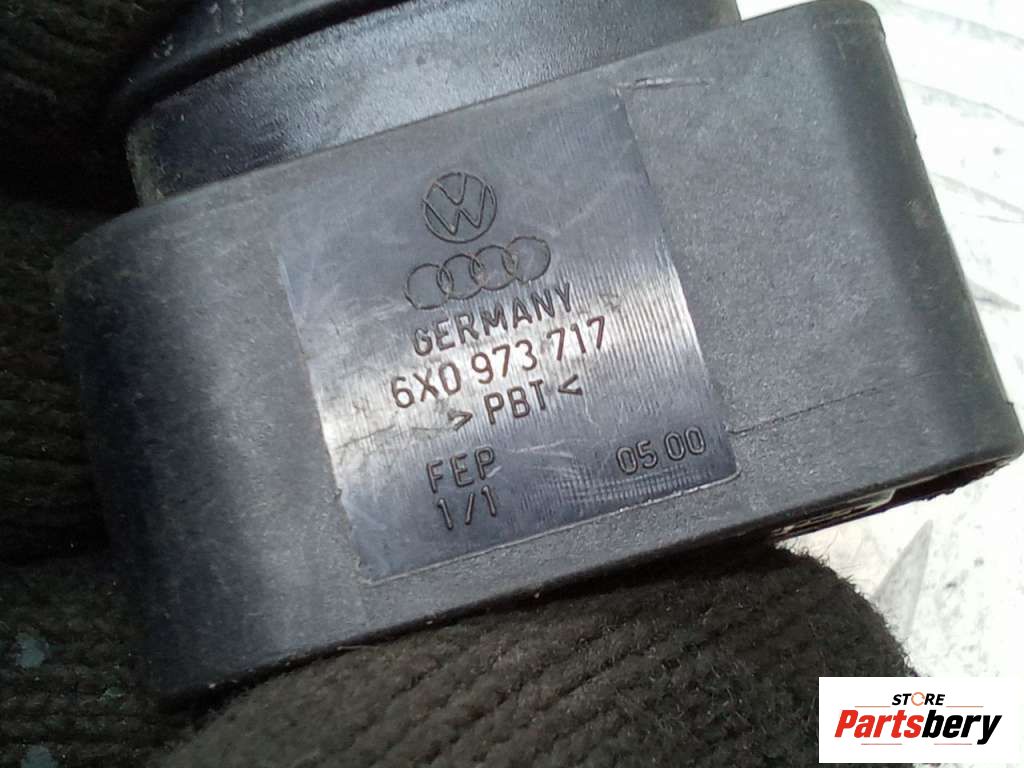 GERMANY
6X0 973 717
>PBT<
FEP 05 00
1/1
STORE
Partsbery